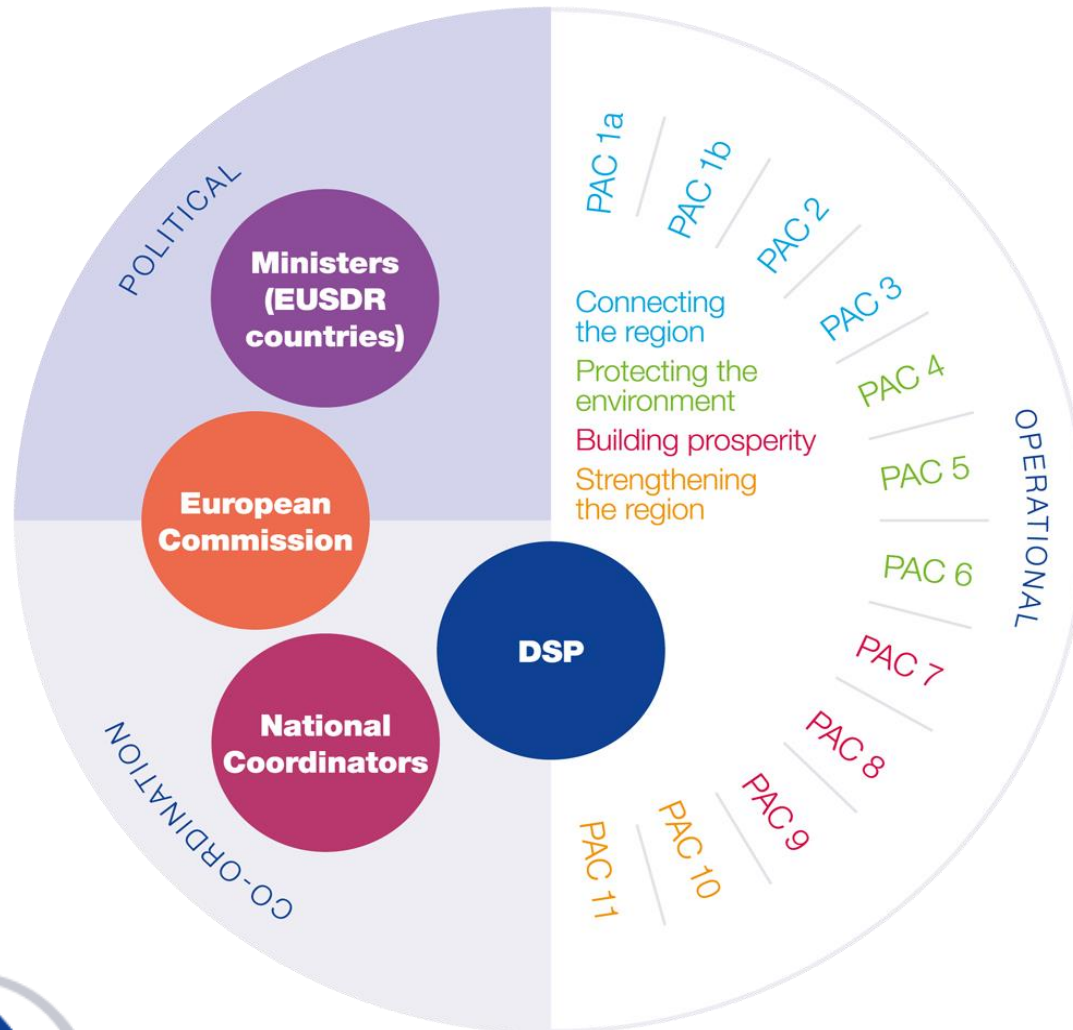 POLITICAL
Ministers
(EUSDR
countries)
European
Commission
National
Coordinators
CO-ORDINATION
DSP
Connecting
the region
Protecting the
environment
Building prosperity
Strengthening
the region
PAC 1a
PAC 1b
PAC 2
PAC 3
PAC 4
PAC 5
PAC 6
PAC 7
PAC 8
PAC 9
PAC 10
PAC 11
OPERATIONAL